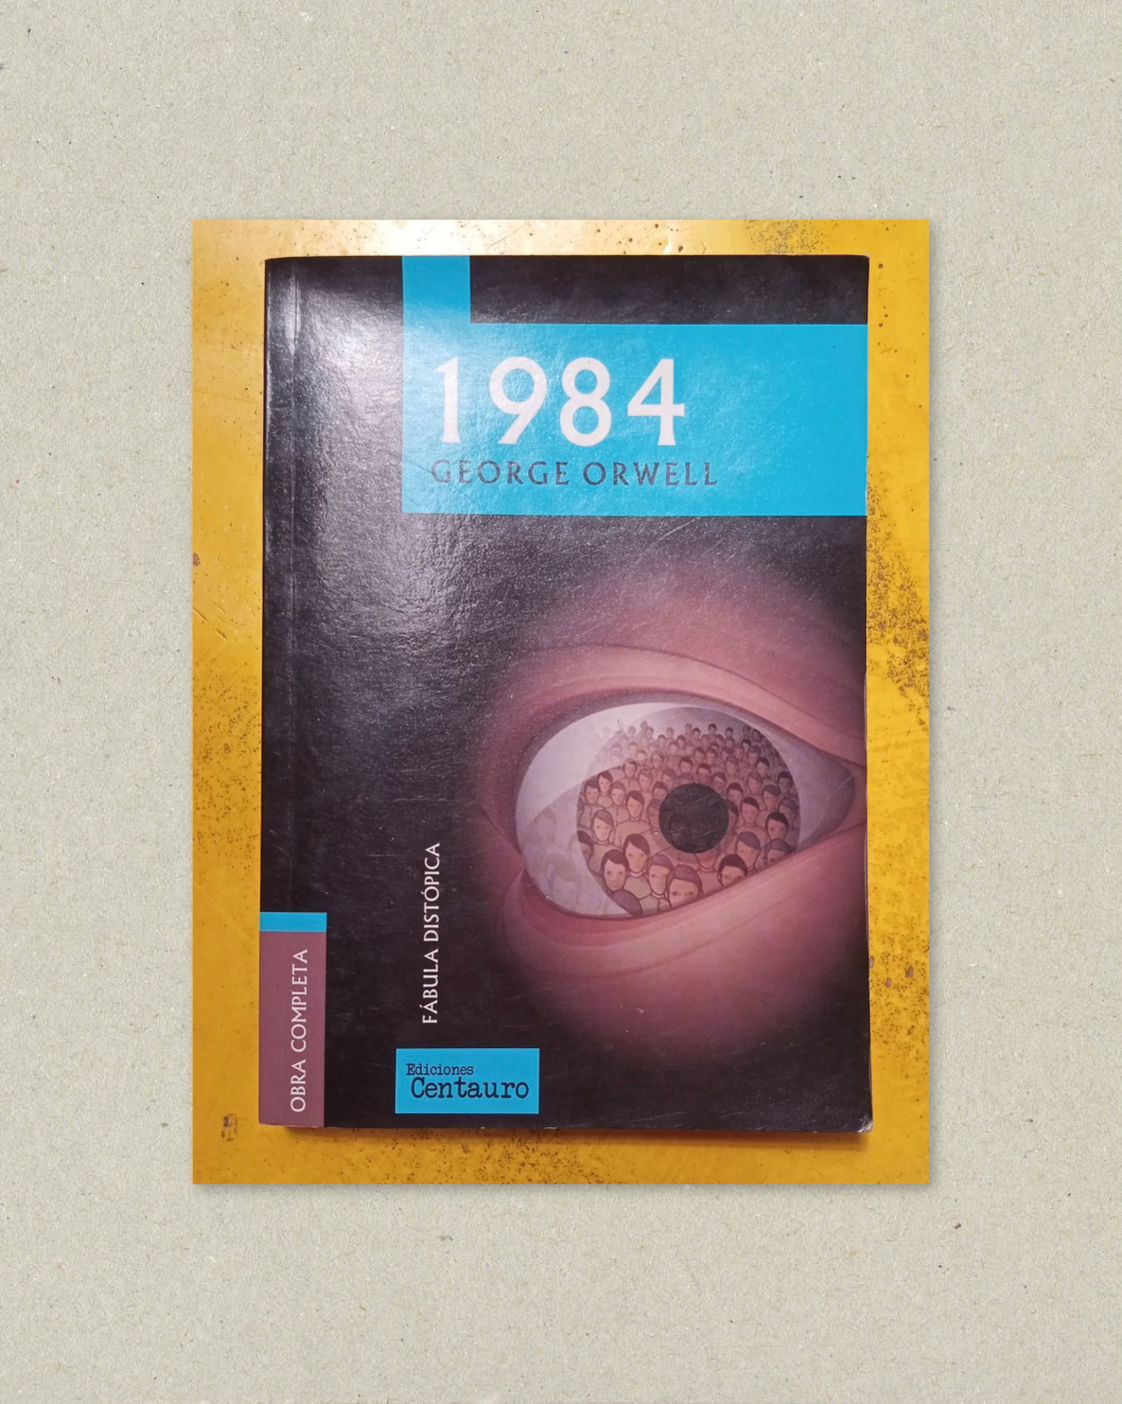 1984
GEORGE ORWELL
FÁBULA DISTÓPICA
OBRA COMPLETA
Ediciones
Centauro